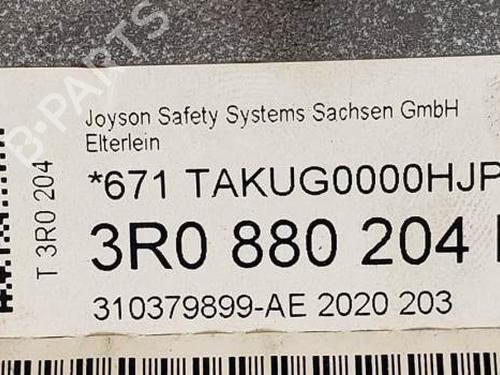 B-PARTS
Joyson Safety Systems Sachsen GmbH
Elterlein
*671 TAKUG0000HJP
T 3R0 204
3R0 880 204
310379899-AE 2020 203